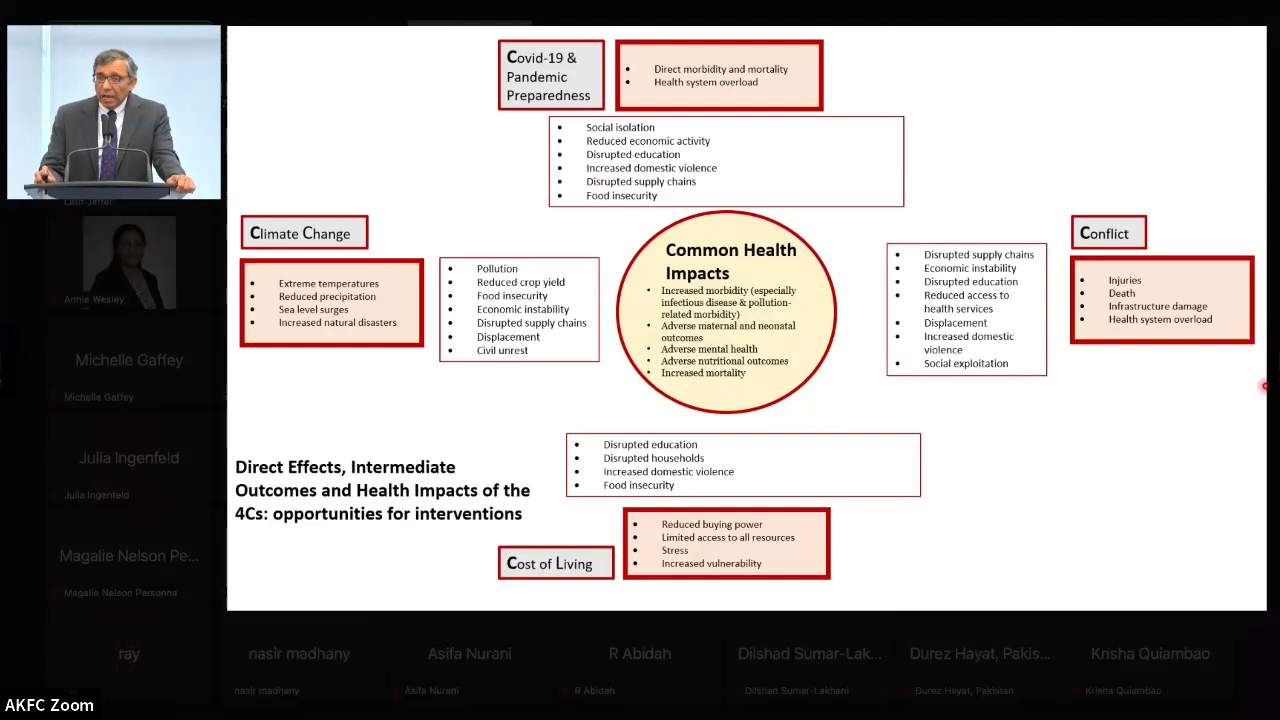 Covid-19 &
Pandemic
Preparedness
• Direct morbidity and mortality
• Health system overload
• Social isolation
• Reduced economic activity
• Disrupted education
• Increased domestic violence
• Disrupted supply chains
• Food insecurity
Climate Change
• Extreme temperatures
• Reduced precipitation
• Sea level surges
• Increased natural disasters
• Pollution
• Reduced crop yield
• Food insecurity
• Economic instability
• Disrupted supply chains
• Displacement
• Civil unrest
Common Health
Impacts
• Increased morbidity (especially
infectious disease & pollution-
related morbidity)
• Adverse maternal and neonatal
outcomes
• Adverse mental health
• Adverse nutritional outcomes
• Increased mortality
• Disrupted supply chains
• Economic instability
• Disrupted education
• Reduced access to
health services
• Displacement
• Increased domestic
violence
• Social exploitation
Conflict
• Injuries
• Death
• Infrastructure damage
• Health system overload
Direct Effects, Intermediate
Outcomes and Health Impacts of the
4Cs: opportunities for interventions
• Disrupted education
• Disrupted households
• Increased domestic violence
• Food insecurity
Cost of Living
• Reduced buying power
• Limited access to all resources
• Stress
• Increased vulnerability
Latif Jaffer
Annie Wesley
Michelle Gaffey
Michelle Gaffey
Julia Ingenfeld
Julia Ingenfeld
Magalie Nelson Pe...
Magalie Nelson Personna
ray
nasir madhany
Asifa Nurani
R Abidah
Dilshad Sumar-Lak...
Durez Hayat, Pakis...
Krisha Quiambao
ray
nasir madhany
Asifa Nurani
R Abidah
Dilshad Sumar-Lakhani
Durez Hayat, Pakistan
Krisha Quiambao
AKFC Zoom